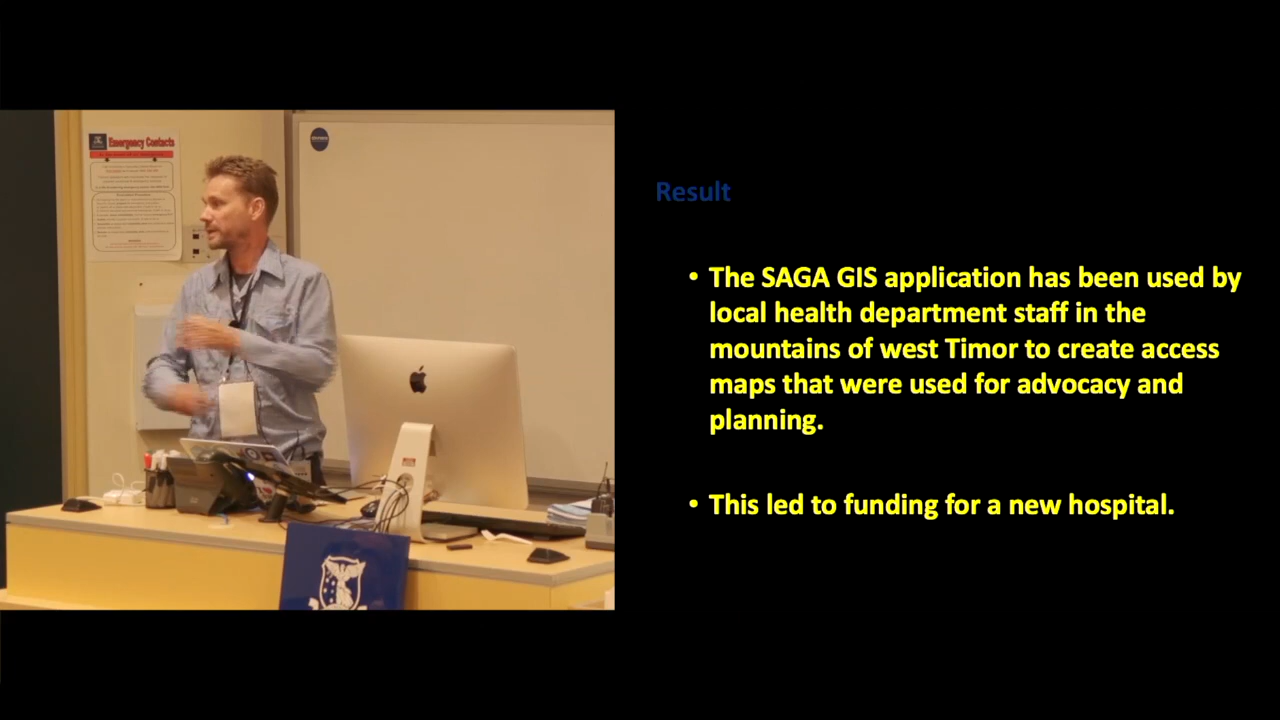 Emergency Contacts
Result
• The SAGA GIS application has been used by
local health department staff in the
mountains of west Timor to create access
maps that were used for advocacy and
planning.
• This led to funding for a new hospital.